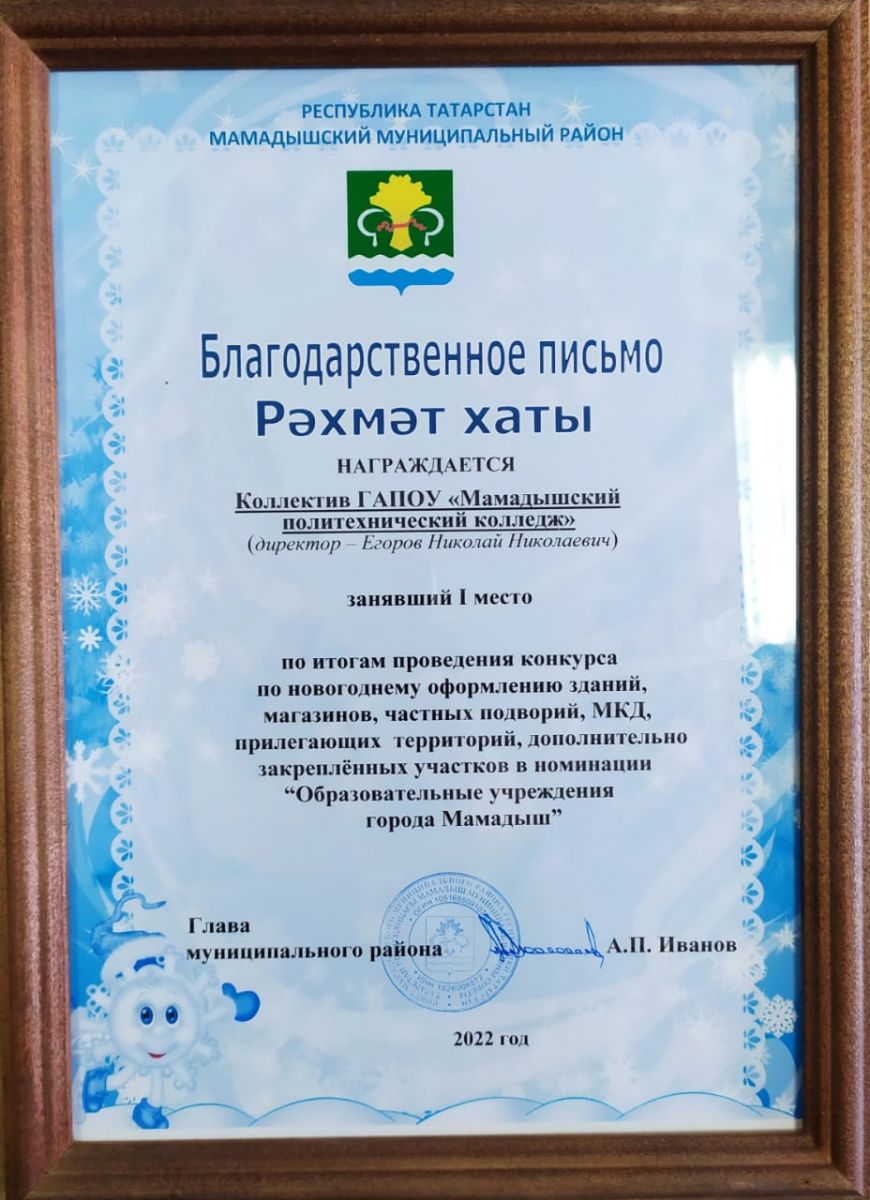 РЕСПУБЛИКА ТАТАРСТАН
МАМАДЫШСКИЙ МУНИЦИПАЛЬНЫЙ РАЙОН
Благодарственное письмо
Рәхмәт хаты
НАГРАЖДАЕТСЯ
Коллектив ГАПОУ «Мамадышский
политехнический колледж»
(директор – Егоров Николай Николаевич)
занявший I место
по итогам проведения конкурса
по новогоднему оформлению зданий,
магазинов, частных подворий, МКД,
прилегающих территорий, дополнительно
закреплённых участков в номинации
“Образовательные учреждения
города Мамадыш”
Глава
муниципального района
А.П. Иванов
2022 год